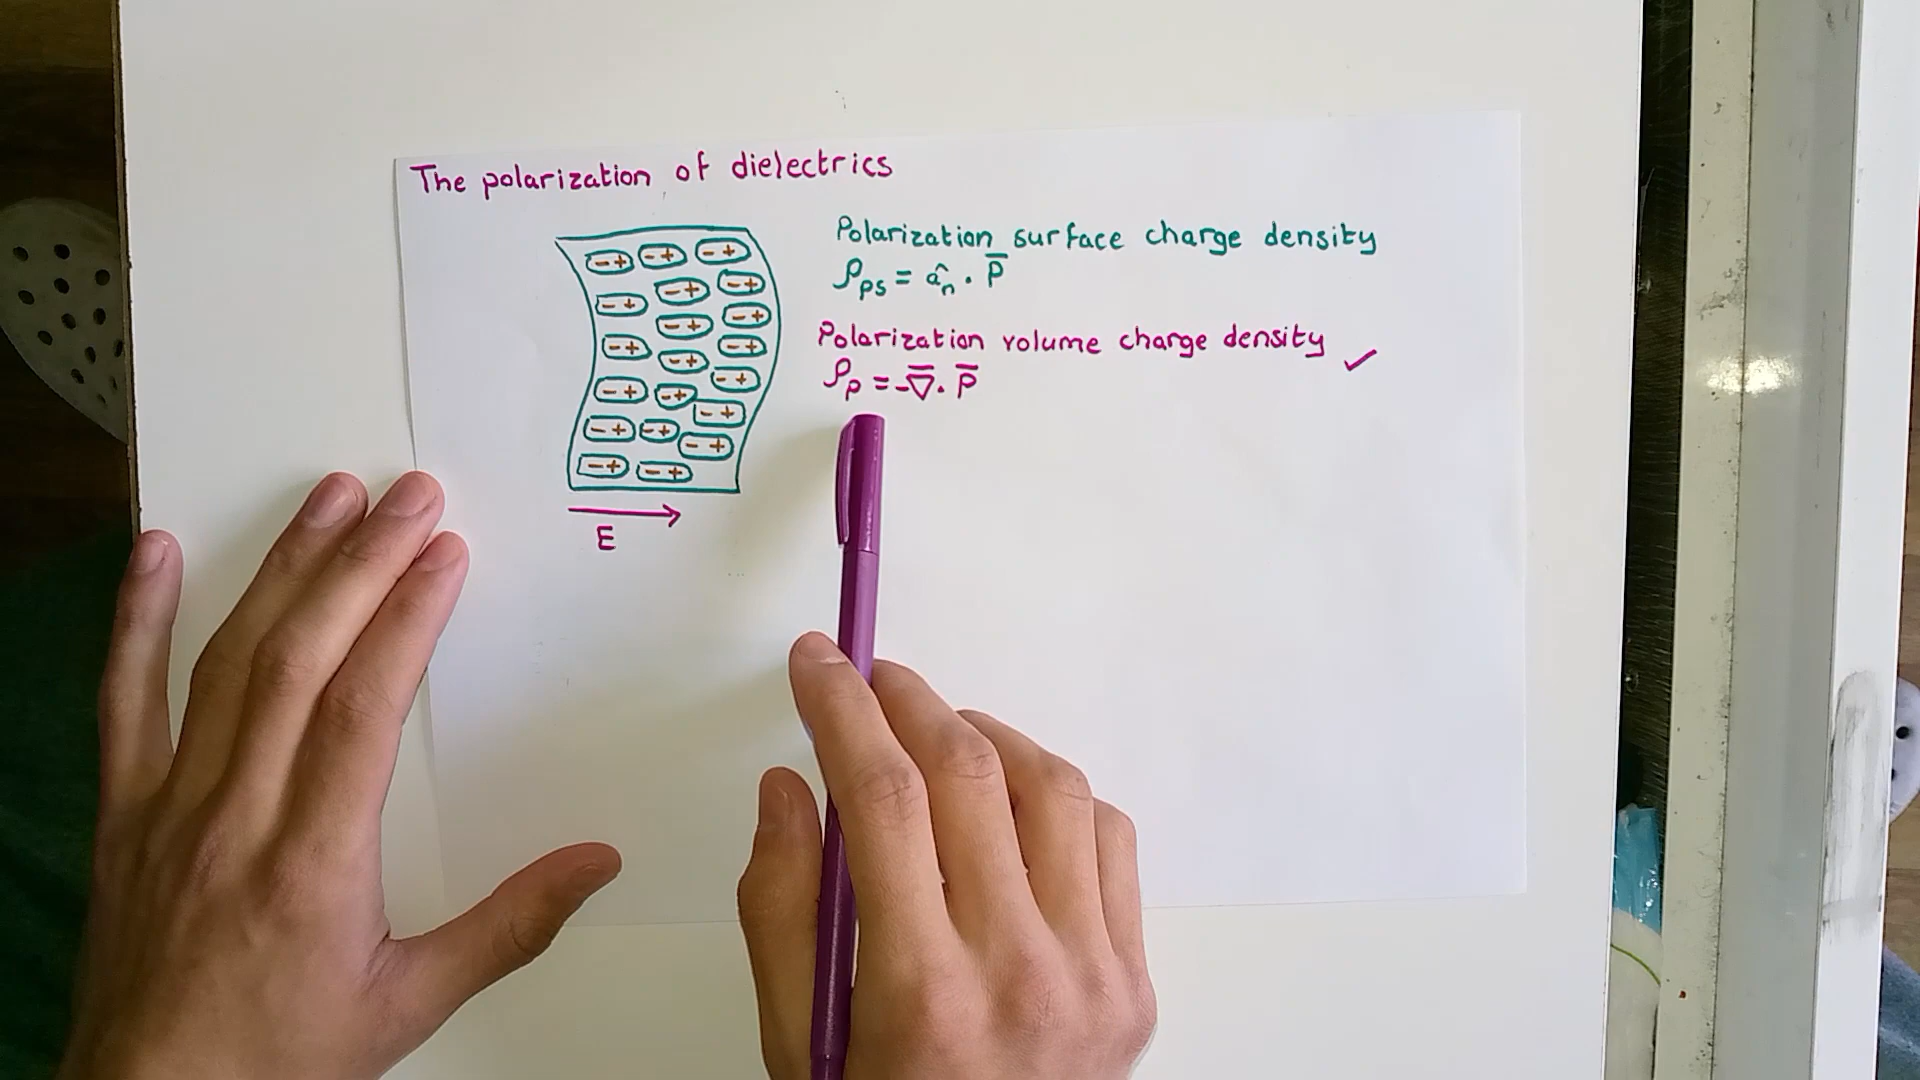 The polarization of dielectrics
Polarization surface charge density
ρps = ân · P̅
Polarization volume charge density ✓
ρp = -∇̅ · P̅
- + - + - +
- + - + - +
- + - + - +
- + - + - +
- + - + - +
- + - + - +
- + - +
E